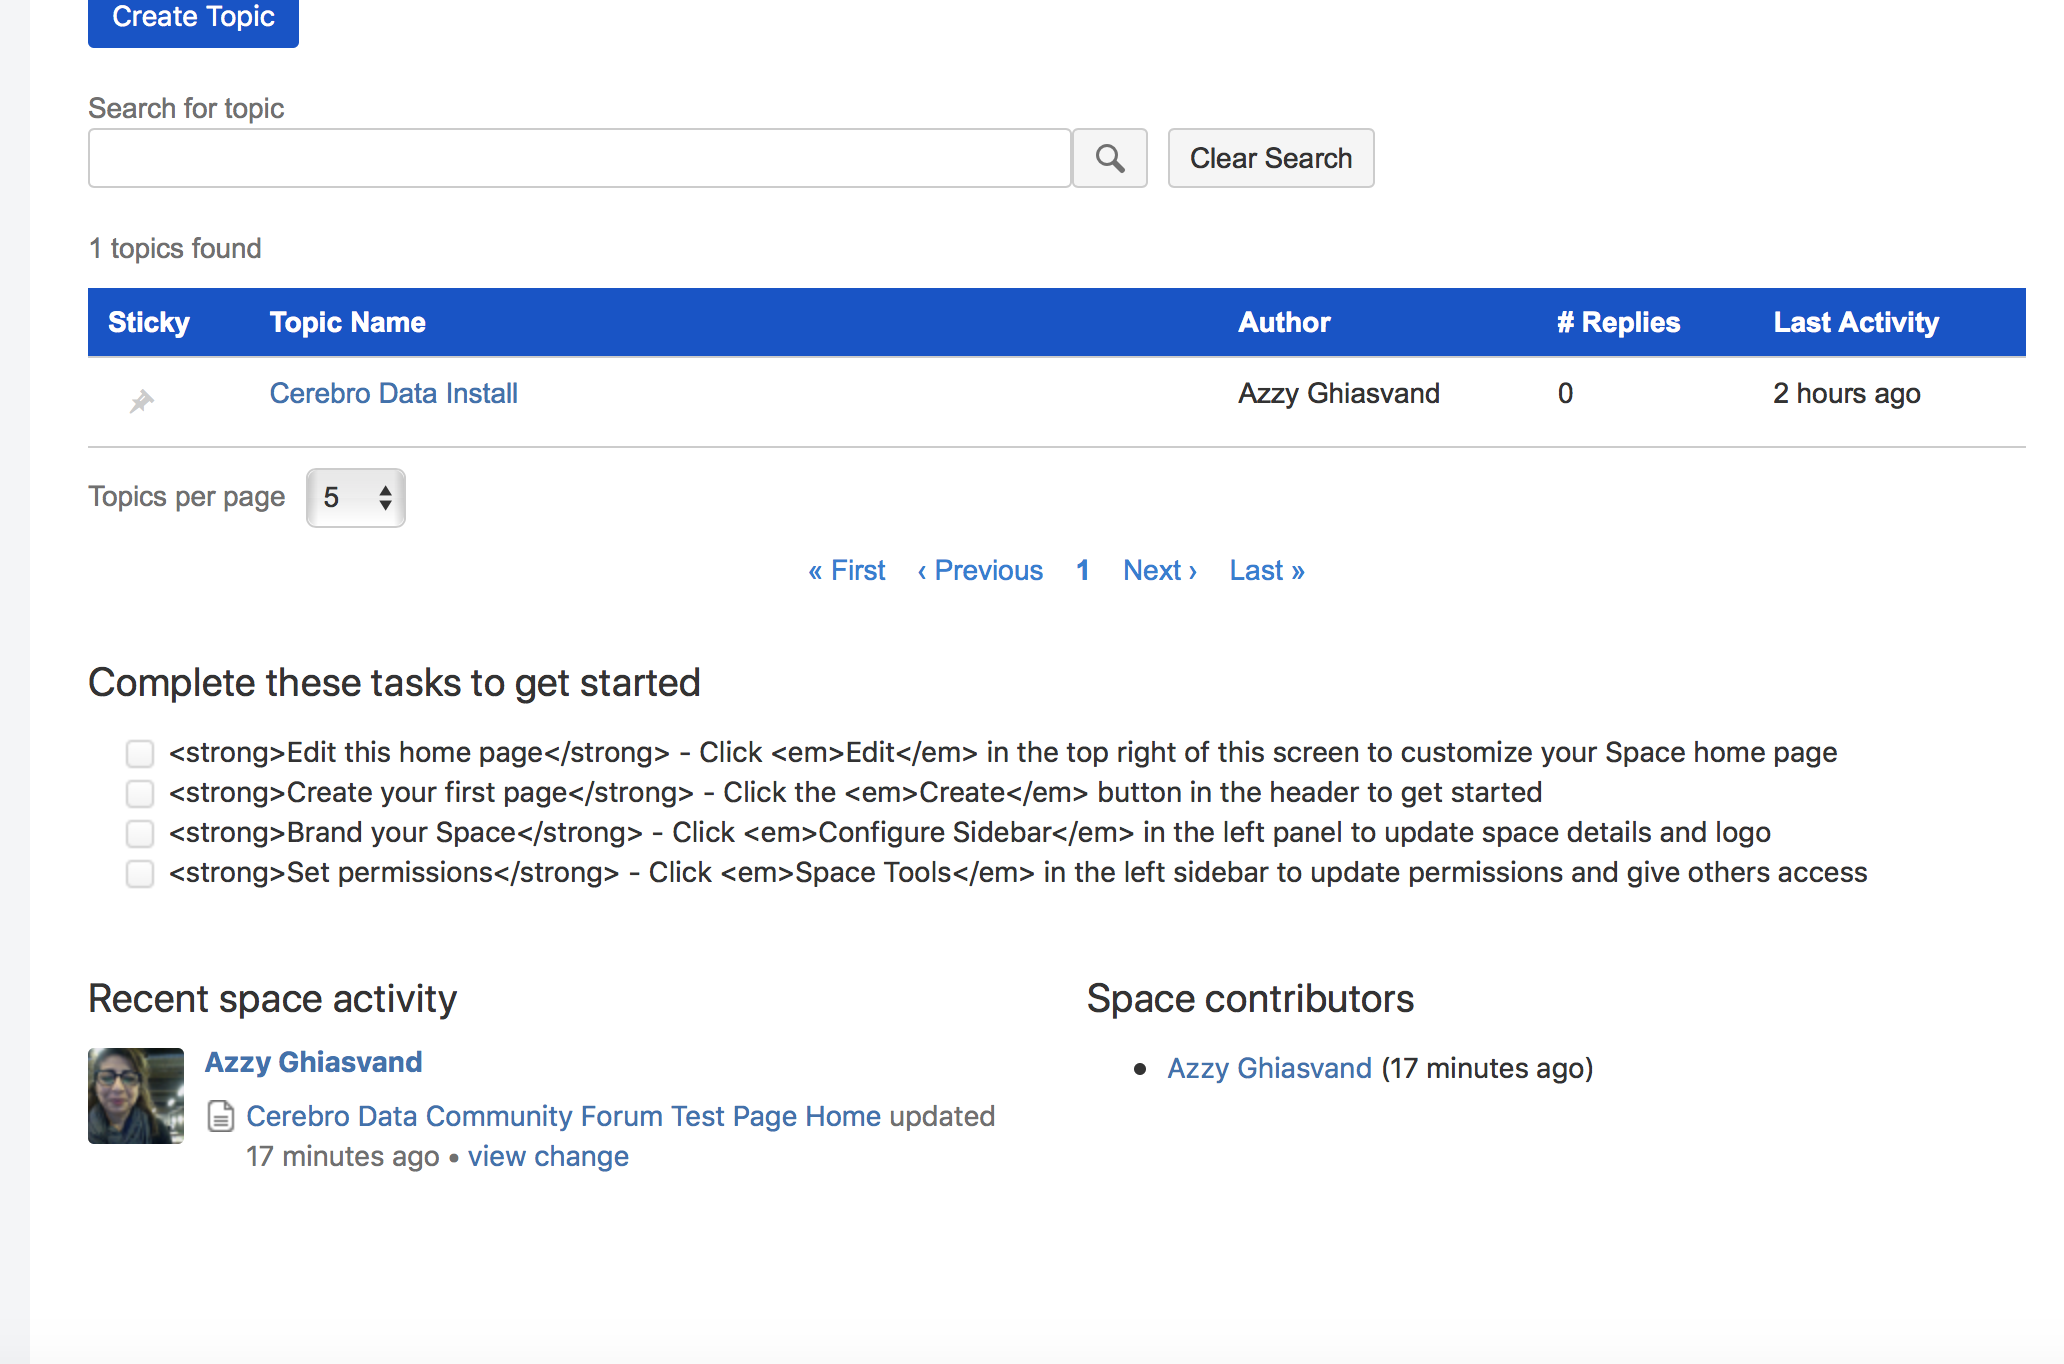 Create Topic
Search for topic
Clear Search
1 topics found
Sticky Topic Name Author # Replies Last Activity
Cerebro Data Install Azzy Ghiasvand 0 2 hours ago
Topics per page 5
« First ‹ Previous 1 Next › Last »
Complete these tasks to get started
<strong>Edit this home page</strong> - Click <em>Edit</em> in the top right of this screen to customize your Space home page
<strong>Create your first page</strong> - Click the <em>Create</em> button in the header to get started
<strong>Brand your Space</strong> - Click <em>Configure Sidebar</em> in the left panel to update space details and logo
<strong>Set permissions</strong> - Click <em>Space Tools</em> in the left sidebar to update permissions and give others access
Recent space activity
Azzy Ghiasvand
Cerebro Data Community Forum Test Page Home updated
17 minutes ago • view change
Space contributors
• Azzy Ghiasvand (17 minutes ago)